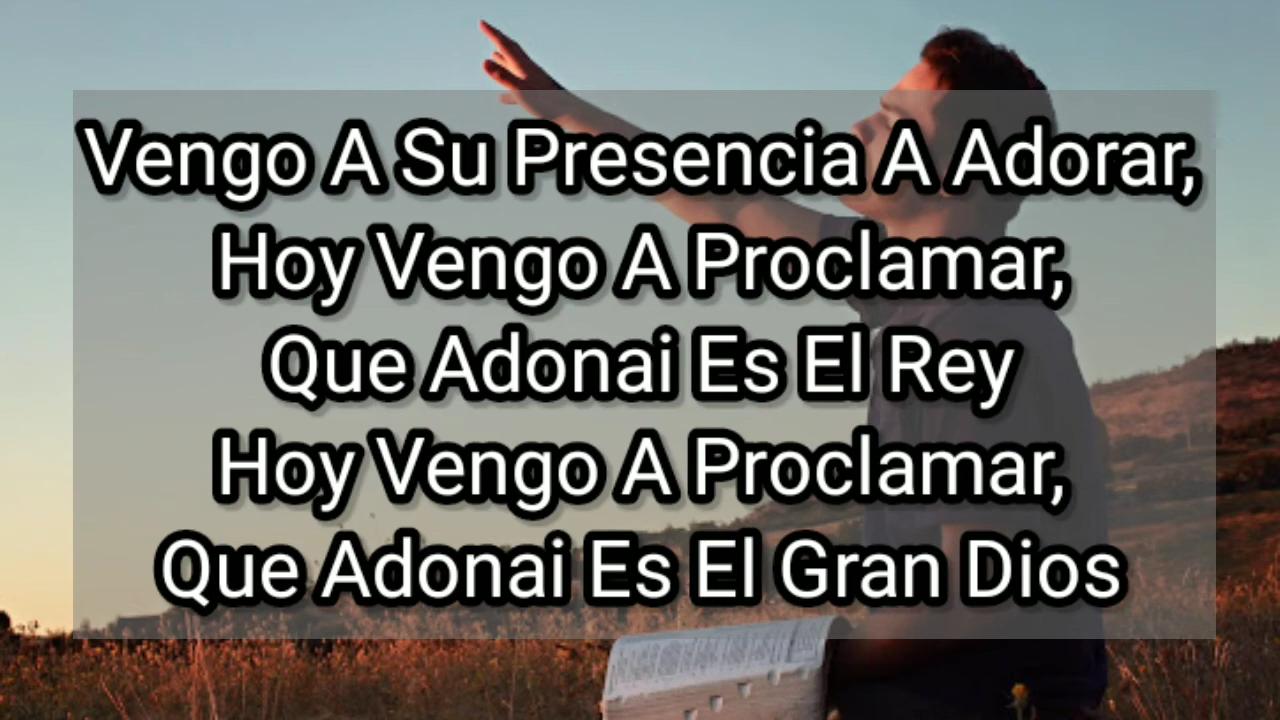 Vengo A Su Presencia A Adorar,
Hoy Vengo A Proclamar,
Que Adonai Es El Rey
Hoy Vengo A Proclamar,
Que Adonai Es El Gran Dios